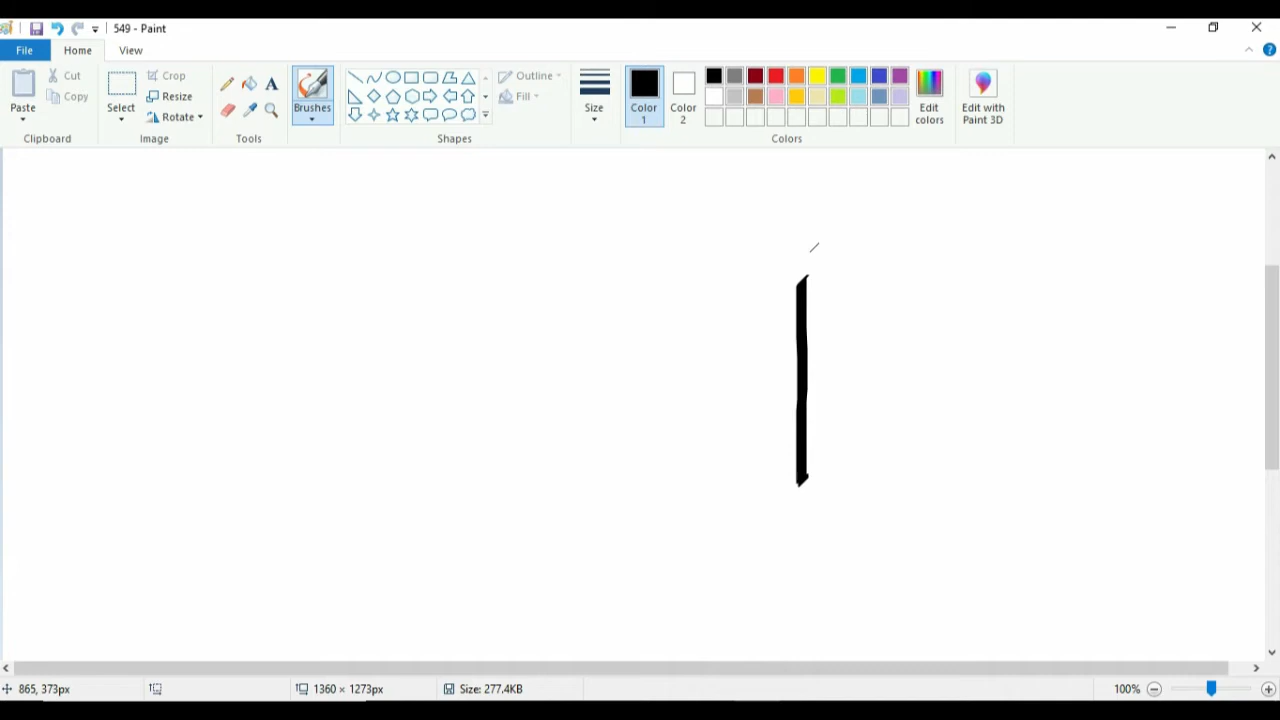 549 - Paint
File Home View
Paste
Cut
Copy
Clipboard
Select
Crop
Resize
Rotate
Image
A
Tools
Brushes
Shapes
Outline
Fill
Size
Color 1
Color 2
Colors
Edit colors
Edit with Paint 3D
865, 373px
1360 × 1273px
Size: 277.4KB
100%